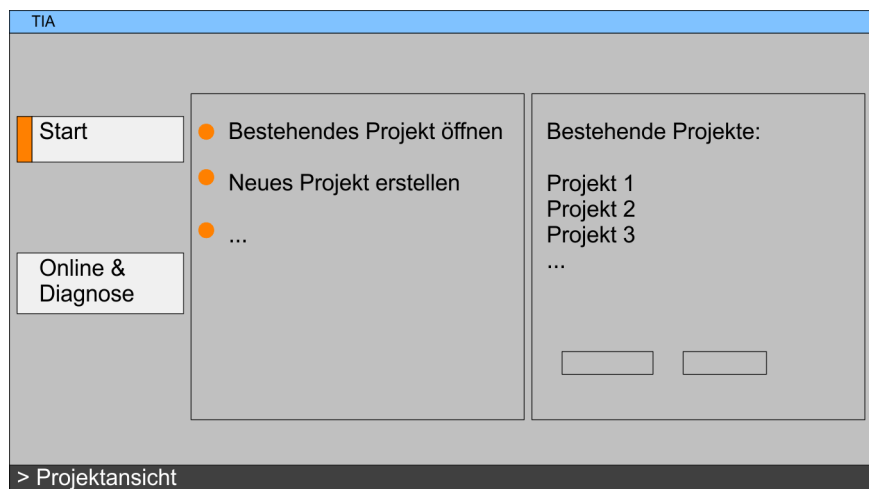 TIA
Start
Online &
Diagnose
Bestehendes Projekt öffnen
Neues Projekt erstellen
...
Bestehende Projekte:
Projekt 1
Projekt 2
Projekt 3
...
> Projektansicht